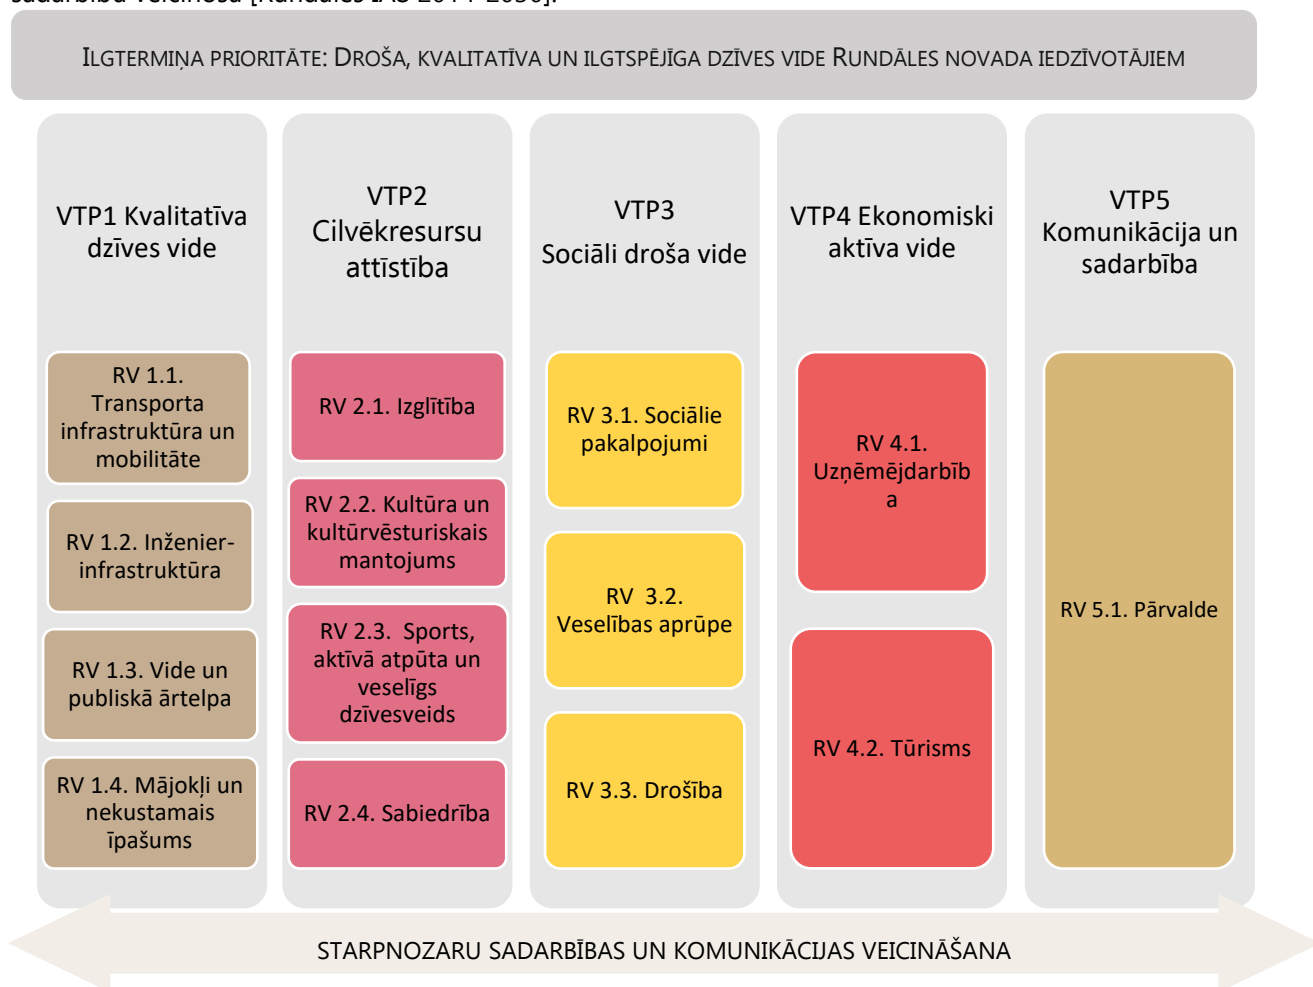 ILGTERMIŅA PRIORITĀTE: DROŠA, KVALITATĪVA UN ILGTSPĒJĪGA DZĪVES VIDE RUNDĀLES NOVADA IEDZĪVOTĀJIEM
VTP1 Kvalitatīva
dzīves vide
RV 1.1.
Transporta
infrastruktūra un
mobilitāte
RV 1.2. Inženier-
infrastruktūra
RV 1.3. Vide un
publiskā ārtelpa
RV 1.4. Mājokļi un
nekustamais
īpašums
VTP2
Cilvēkresursu
attīstība
RV 2.1. Izglītība
RV 2.2. Kultūra un
kultūrvēsturiskais
mantojums
RV 2.3. Sports,
aktīvā atpūta un
veselīgs
dzīvesveids
RV 2.4. Sabiedrība
VTP3
Sociāli droša vide
RV 3.1. Sociālie
pakalpojumi
RV 3.2.
Veselības aprūpe
RV 3.3. Drošība
VTP4 Ekonomiski
aktīva vide
RV 4.1.
Uzņēmējdarbīb
a
RV 4.2. Tūrisms
VTP5
Komunikācija un
sadarbība
RV 5.1. Pārvalde
STARPNOZARU SADARBĪBAS UN KOMUNIKĀCIJAS VEICINĀŠANA